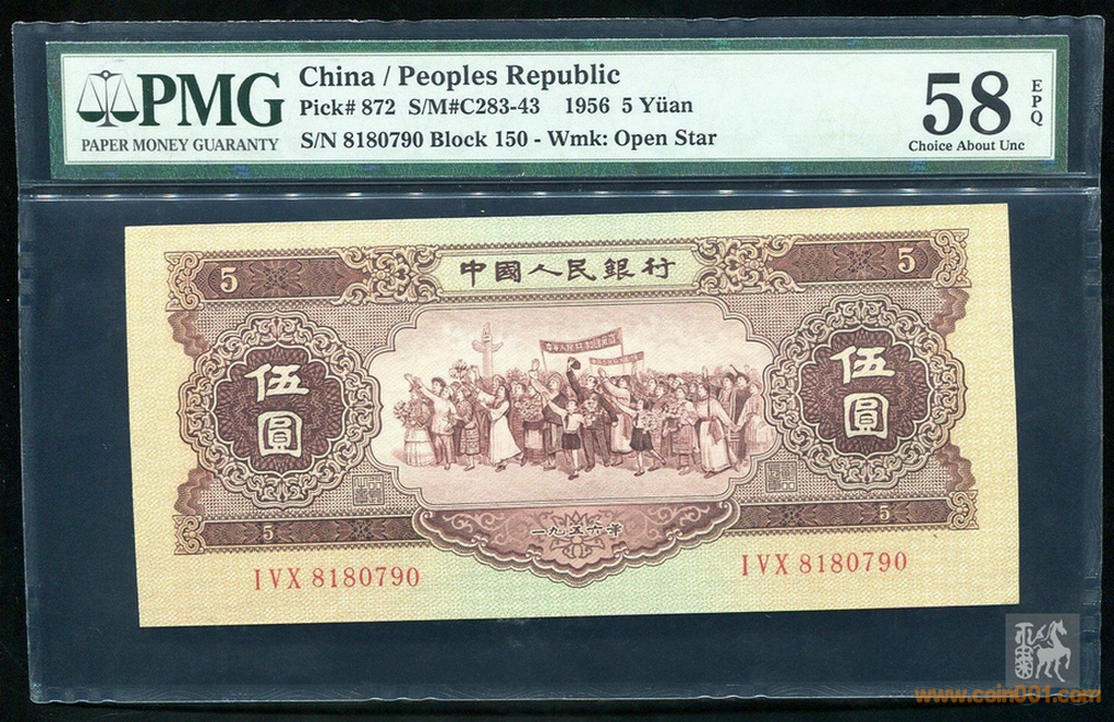 PMG
PAPER MONEY GUARANTY
China / Peoples Republic
Pick# 872 S/M#C283-43 1956 5 Yüan
S/N 8180790 Block 150 - Wmk: Open Star
58
EPQ
Choice About Unc
中國人民銀行
5
5
伍圓
伍圓
一九五六年
5
5
I V X 8180790
I V X 8180790
www.coin001.com